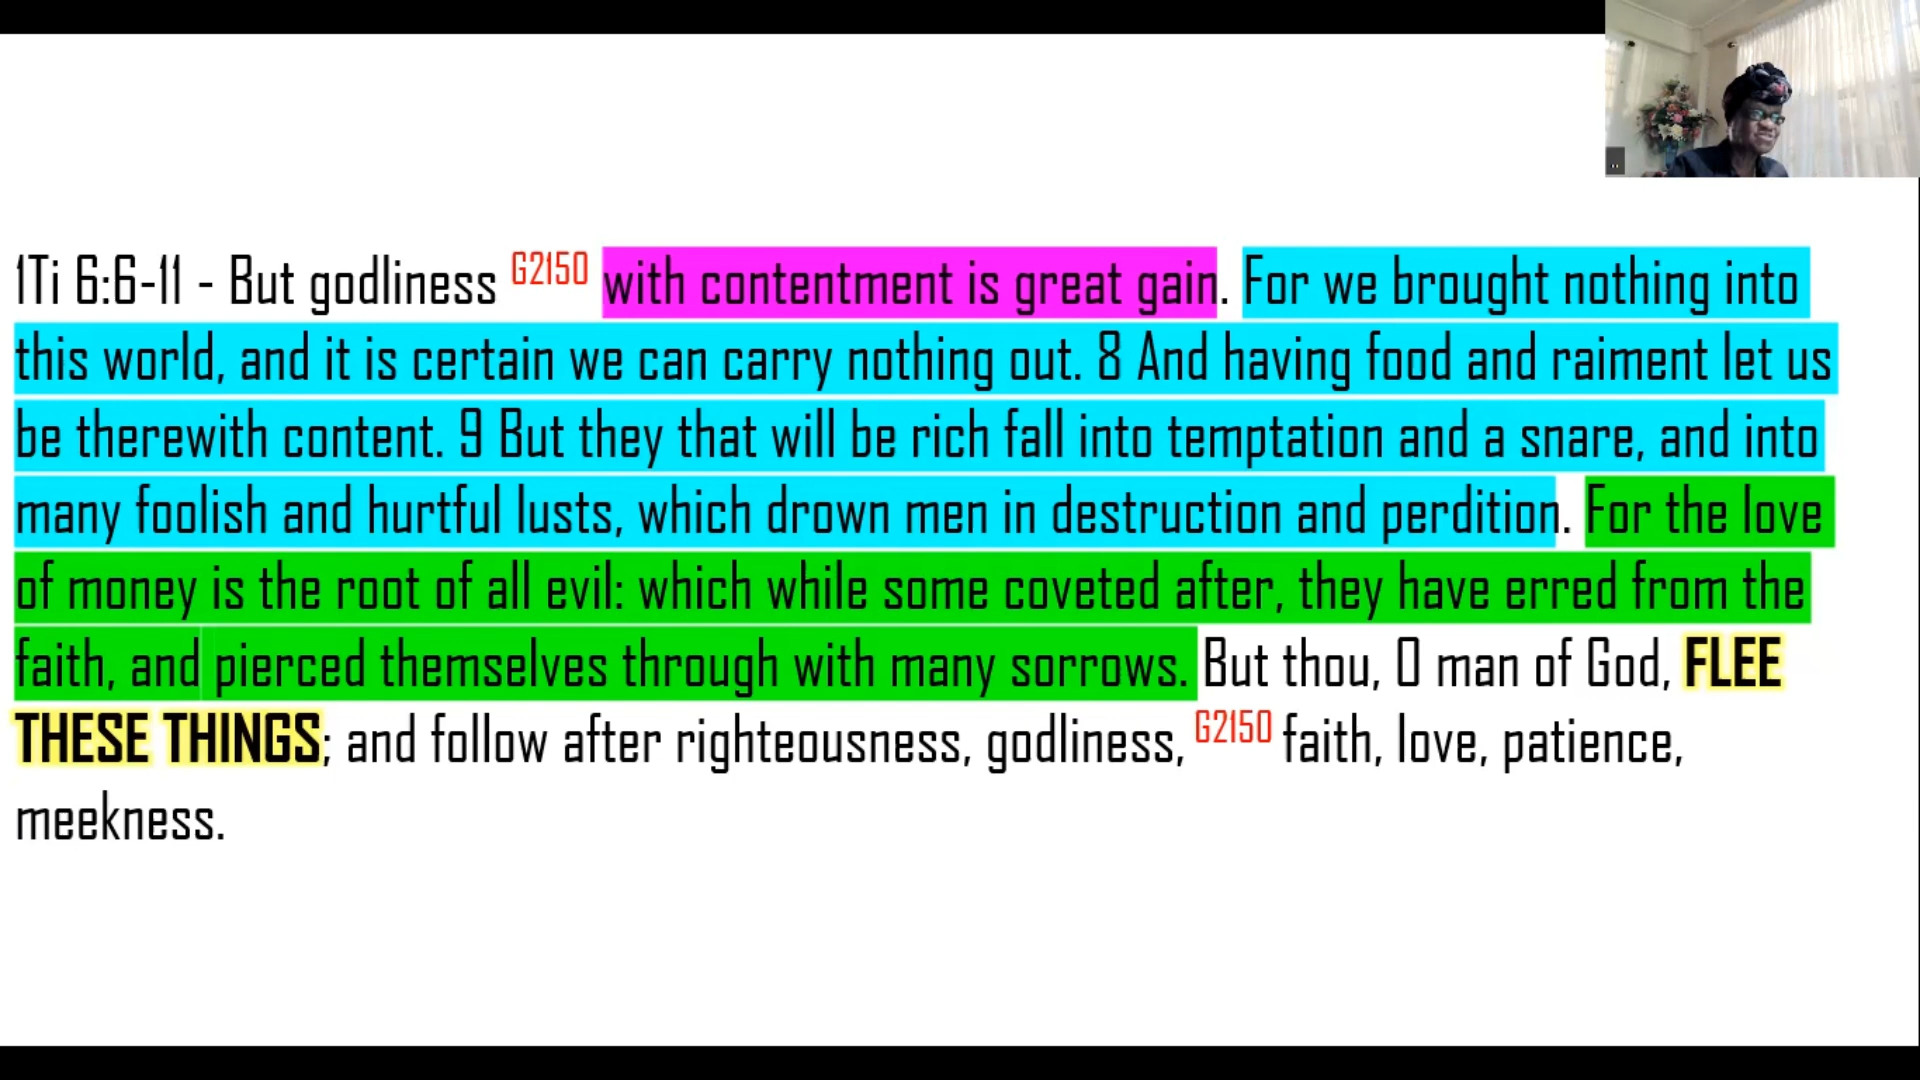 1Ti 6:6-11 - But godliness G2150 with contentment is great gain. For we brought nothing into
this world, and it is certain we can carry nothing out. 8 And having food and raiment let us
be therewith content. 9 But they that will be rich fall into temptation and a snare, and into
many foolish and hurtful lusts, which drown men in destruction and perdition. For the love
of money is the root of all evil: which while some coveted after, they have erred from the
faith, and pierced themselves through with many sorrows. But thou, O man of God, FLEE
THESE THINGS; and follow after righteousness, godliness, G2150 faith, love, patience,
meekness.